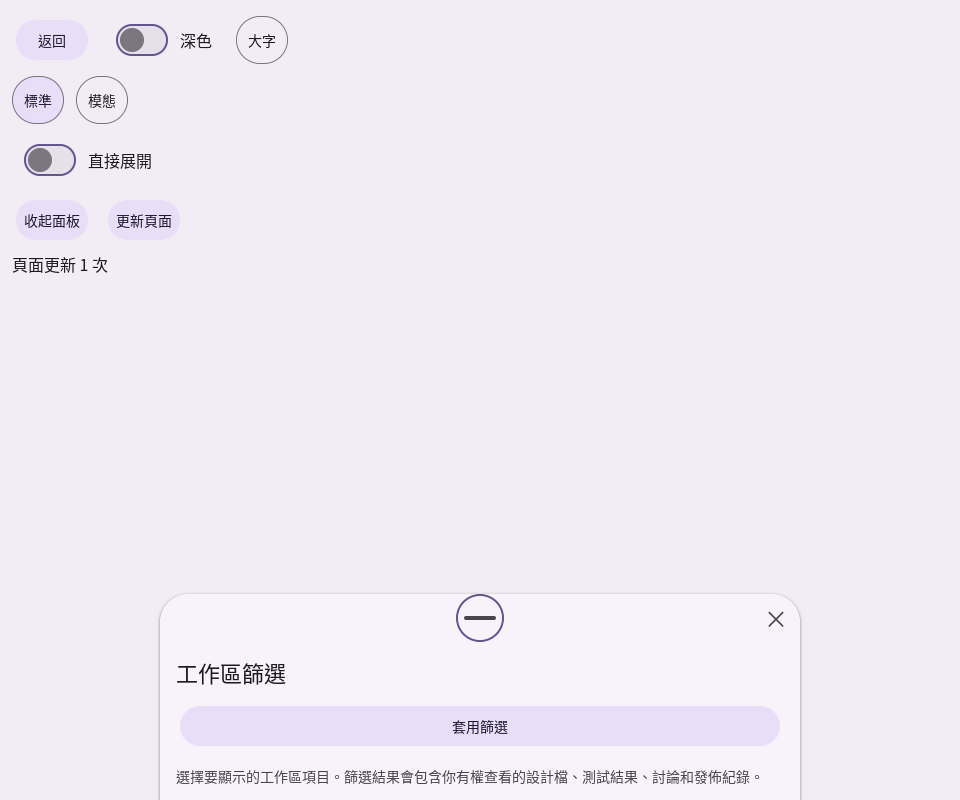 返回 深色 大字
標準 模態
直接展開
收起面板 更新頁面
頁面更新 1 次
工作區篩選
套用篩選
選擇要顯示的工作區項目。篩選結果會包含你有權查看的設計檔、測試結果、討論和發佈紀錄。